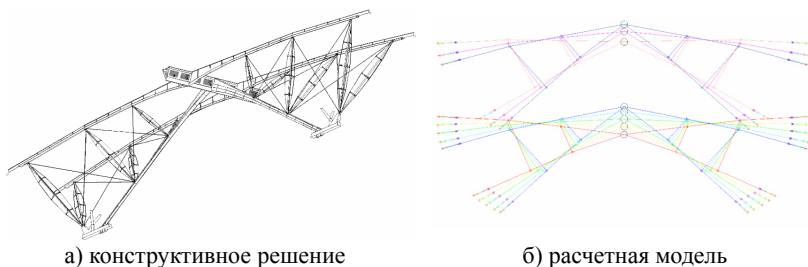 а) конструктивное решение
б) расчетная модель